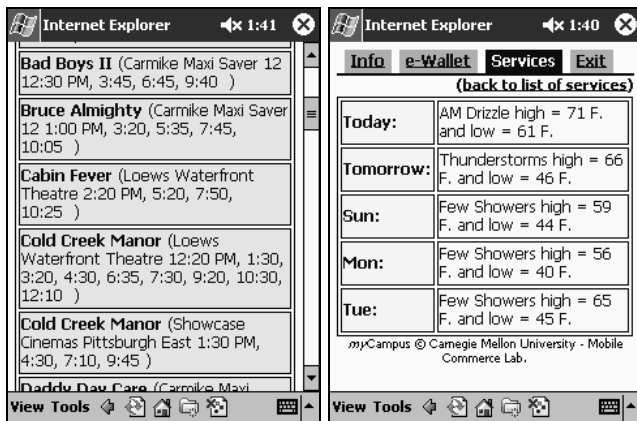 Internet Explorer 1:41
Bad Boys II (Carmike Maxi Saver 12
12:30 PM, 3:45, 6:45, 9:40 )
Bruce Almighty (Carmike Maxi Saver
12 1:00 PM, 3:20, 5:35, 7:45,
10:05 )
Cabin Fever (Loews Waterfront
Theatre 2:20 PM, 5:20, 7:50,
10:25 )
Cold Creek Manor (Loews
Waterfront Theatre 12:20 PM, 1:30,
3:20, 4:30, 6:35, 7:30, 9:20, 10:30,
12:10 )
Cold Creek Manor (Showcase
Cinemas Pittsburgh East 1:30 PM,
4:30, 7:10, 9:45 )
Daddy Day Care (Carmike Maxi
View Tools
Internet Explorer 1:40
Info e-Wallet Services Exit
(back to list of services)
Today: AM Drizzle high = 71 F.
and low = 61 F.
Tomorrow: Thunderstorms high = 66
F. and low = 46 F.
Sun: Few Showers high = 59
F. and low = 44 F.
Mon: Few Showers high = 56
F. and low = 40 F.
Tue: Few Showers high = 65
F. and low = 45 F.
myCampus © Carnegie Mellon University - Mobile
Commerce Lab.
View Tools